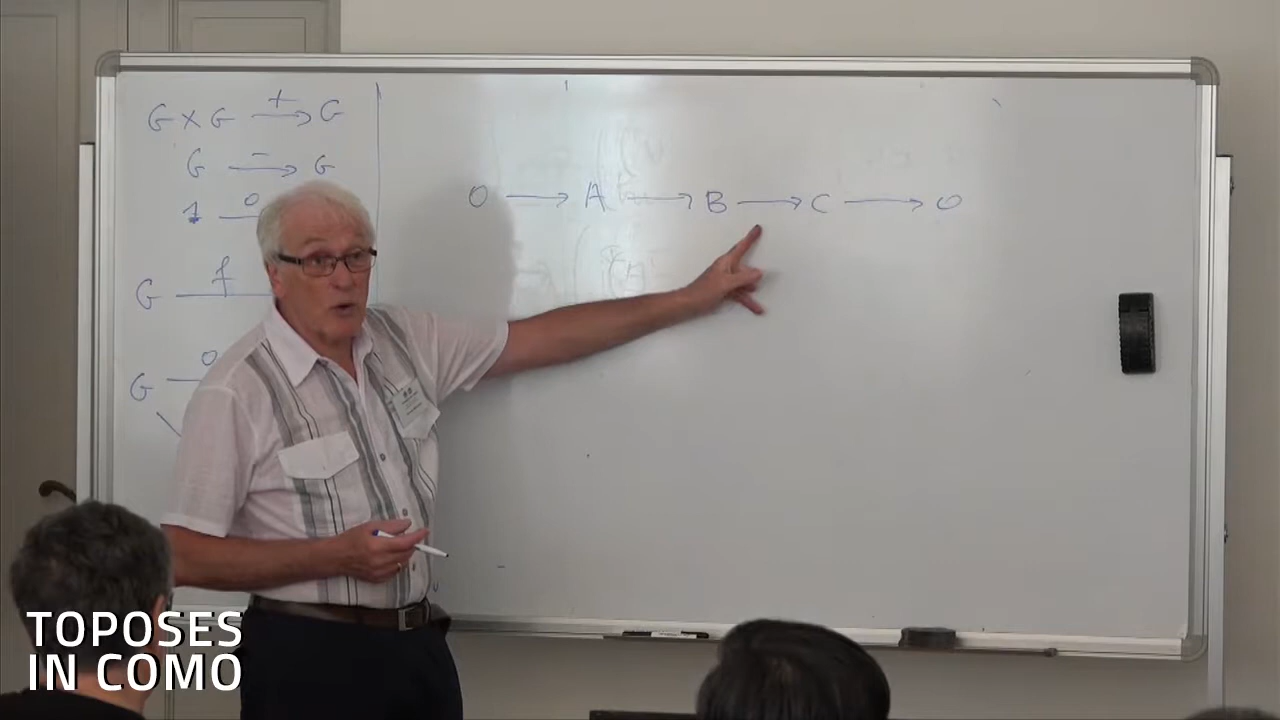 G × G —+→ G
G —-→ G
1 —0
G —f
G —0
0 → A → B → C → 0
TOPOSES
IN COMO